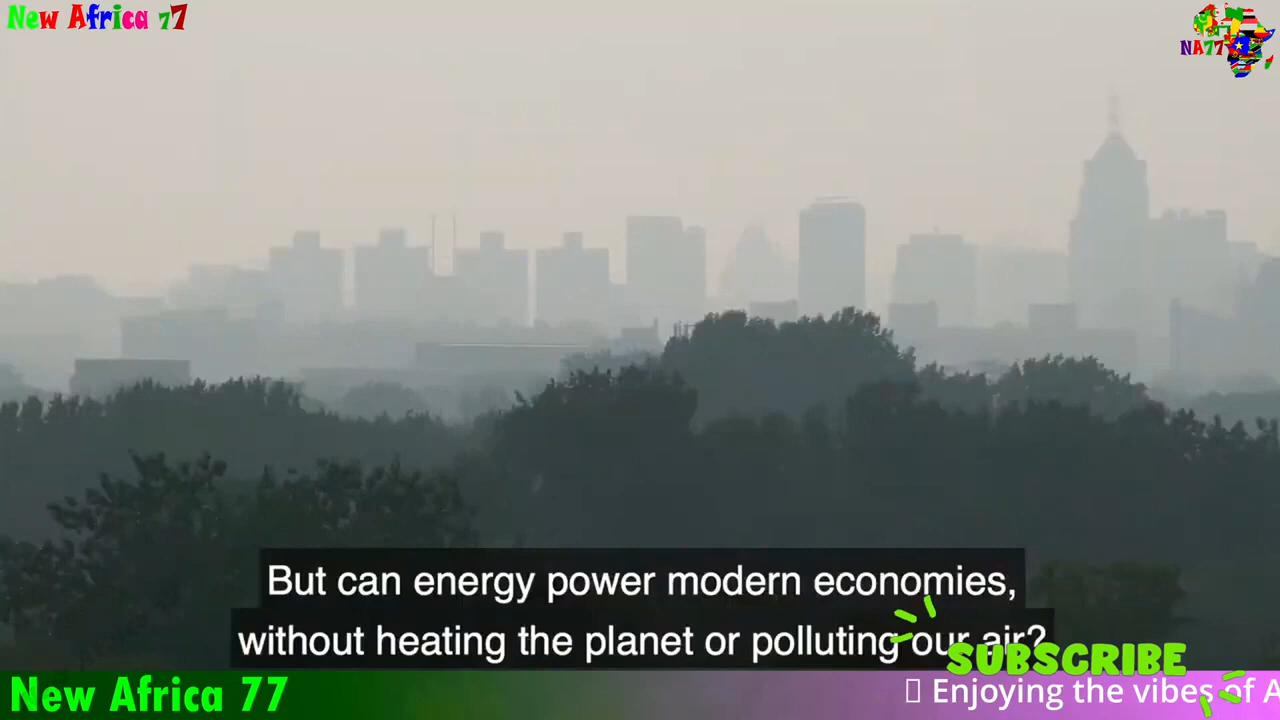 New Africa 77
NA77
But can energy power modern economies,
without heating the planet or polluting our air?
SUBSCRIBE
New Africa 77
Enjoying the vibes of A